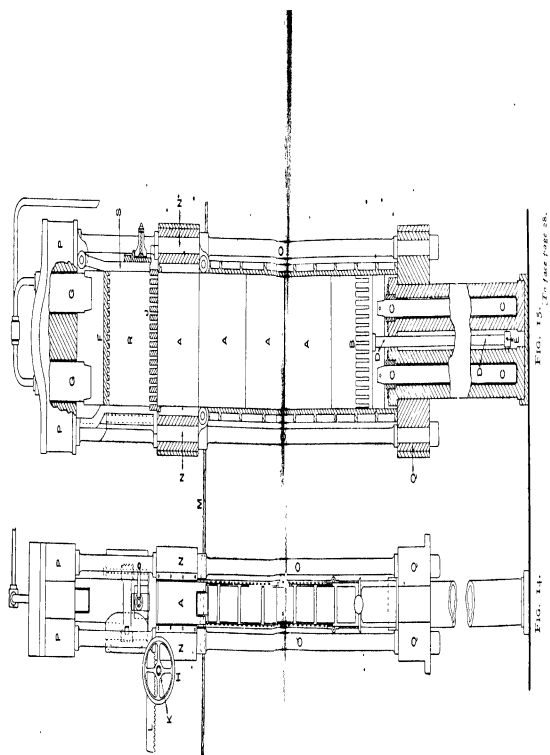 P P P P
G G
F
S
R
J
N A N N A N
H
K
L
M A
A
A
O O O
B
D
Q Q Q
C C
D
C C
E
FIG. 14. FIG. 15.
To face page 28.